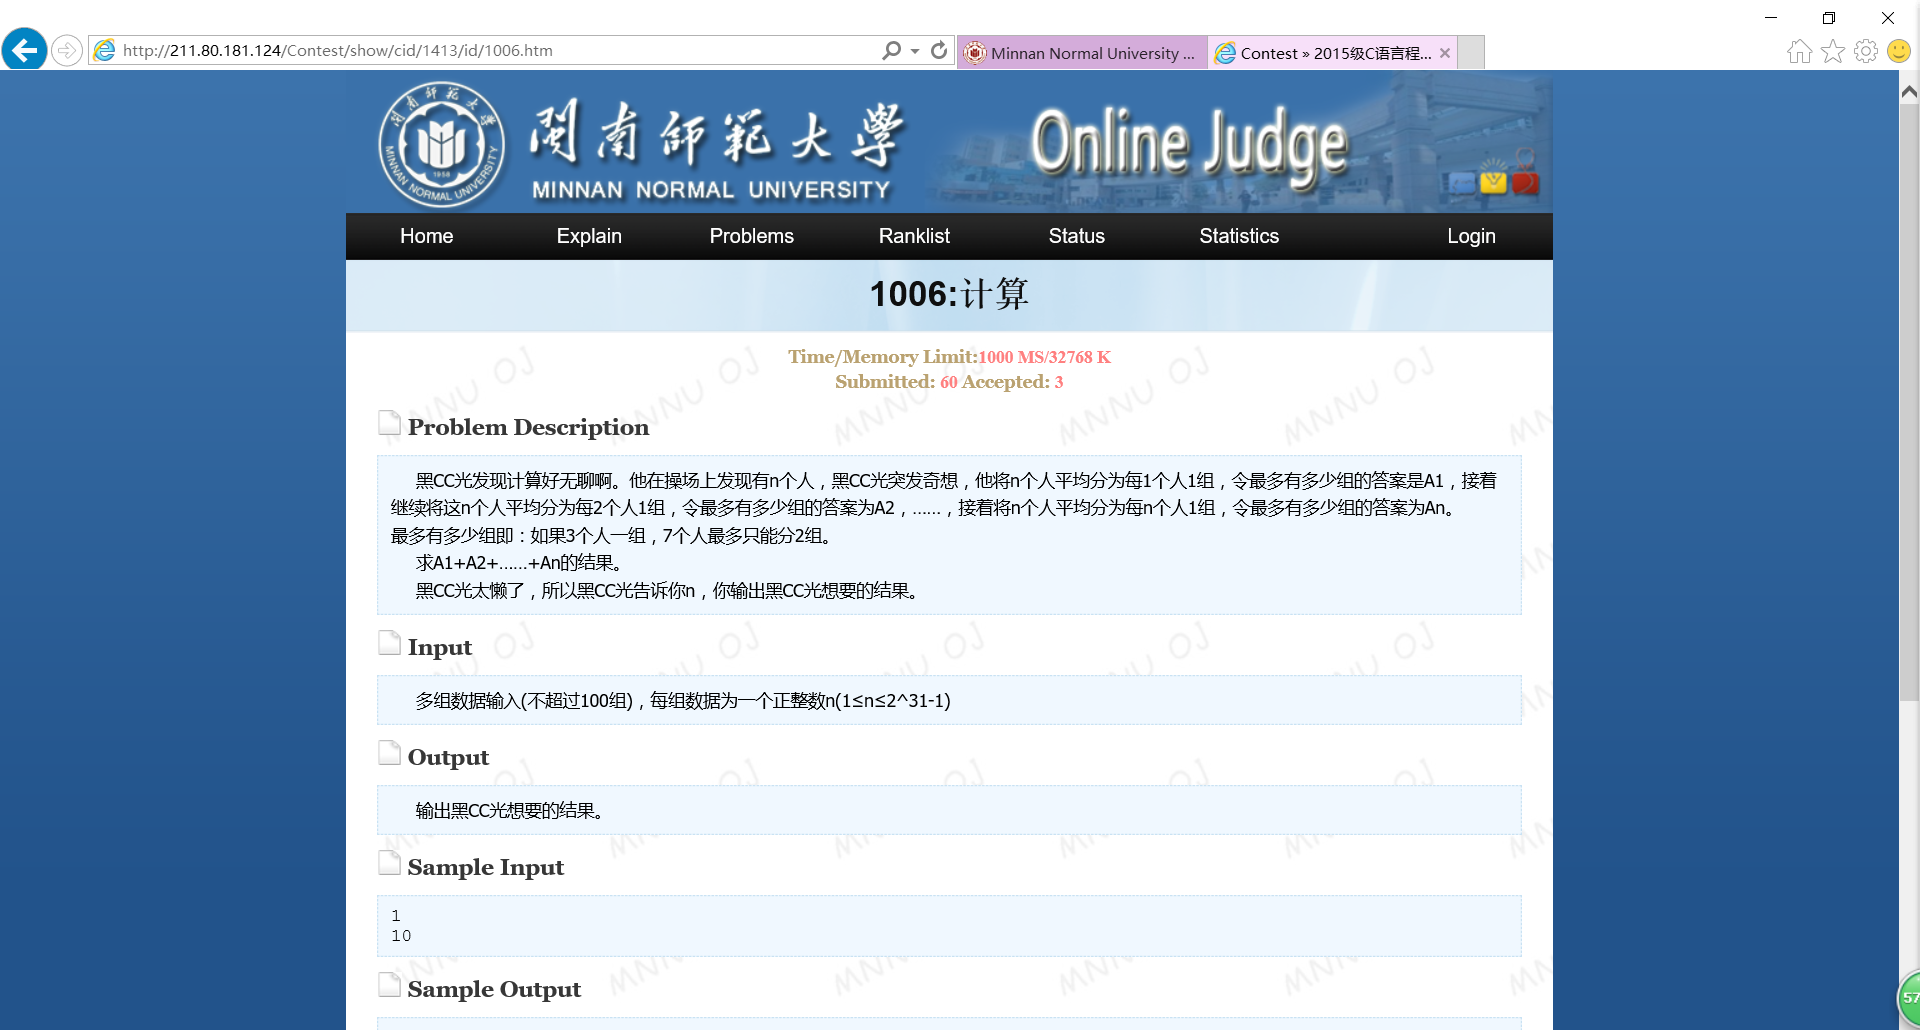 http://211.80.181.124/Contest/show/cid/1413/id/1006.htm
Minnan Normal University ...
Contest » 2015级C语言程...
閩南師範大學
MINNAN NORMAL UNIVERSITY
Online Judge
Home Explain Problems Ranklist Status Statistics Login
1006:计算
Time/Memory Limit:1000 MS/32768 K
Submitted: 60 Accepted: 3
Problem Description
黑CC光发现计算好无聊啊。他在操场上发现有n个人，黑CC光突发奇想，他将n个人平均分为每1个人1组，令最多有多少组的答案是A1，接着
继续将这n个人平均分为每2个人1组，令最多有多少组的答案为A2，……，接着将n个人平均分为每n个人1组，令最多有多少组的答案为An。
最多有多少组即：如果3个人一组，7个人最多只能分2组。
求A1+A2+……+An的结果。
黑CC光太懒了，所以黑CC光告诉你n，你输出黑CC光想要的结果。
Input
多组数据输入(不超过100组)，每组数据为一个正整数n(1≤n≤2^31-1)
Output
输出黑CC光想要的结果。
Sample Input
1
10
Sample Output
57